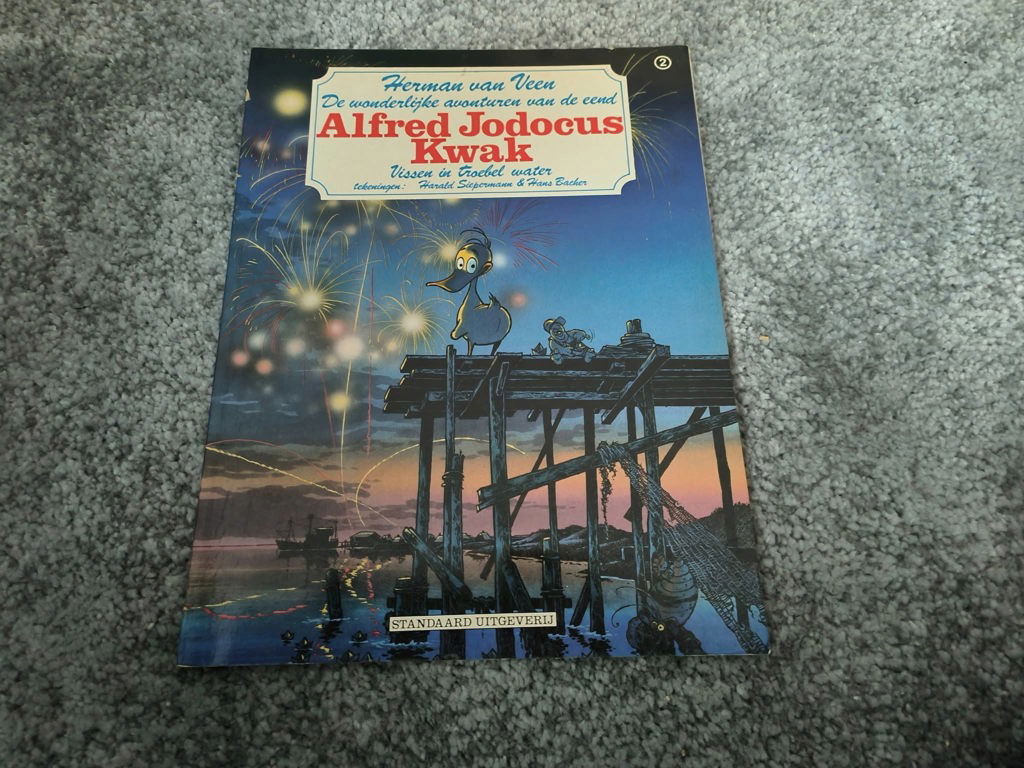 2
Herman van Veen
De wonderlijke avonturen van de eend
Alfred Jodocus
Kwak
Vissen in troebel water
tekeningen: Harald Siepermann & Hans Bacher
STANDAARD UITGEVERIJ